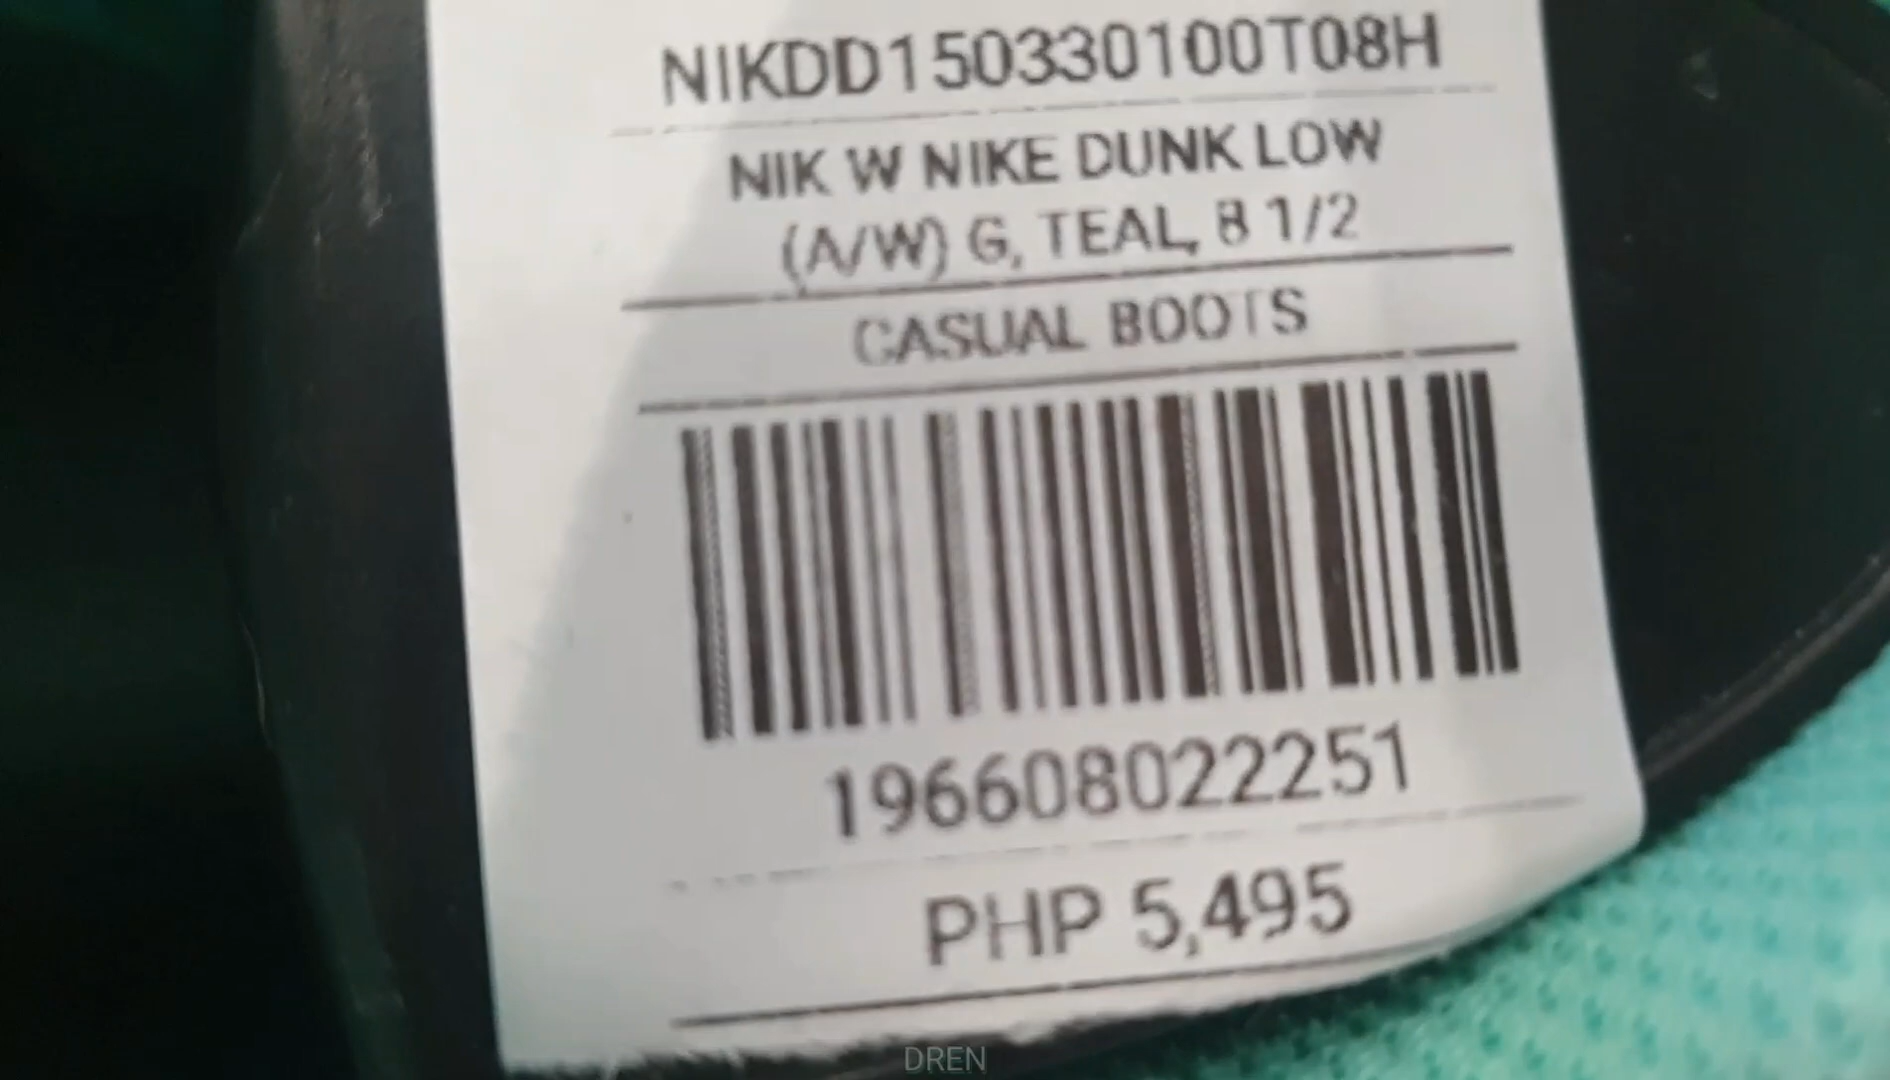 NIKDD150330100T08H
NIK W NIKE DUNK LOW
(A/W) G, TEAL, 8 1/2
CASUAL BOOTS
196608022251
PHP 5,495
DREN